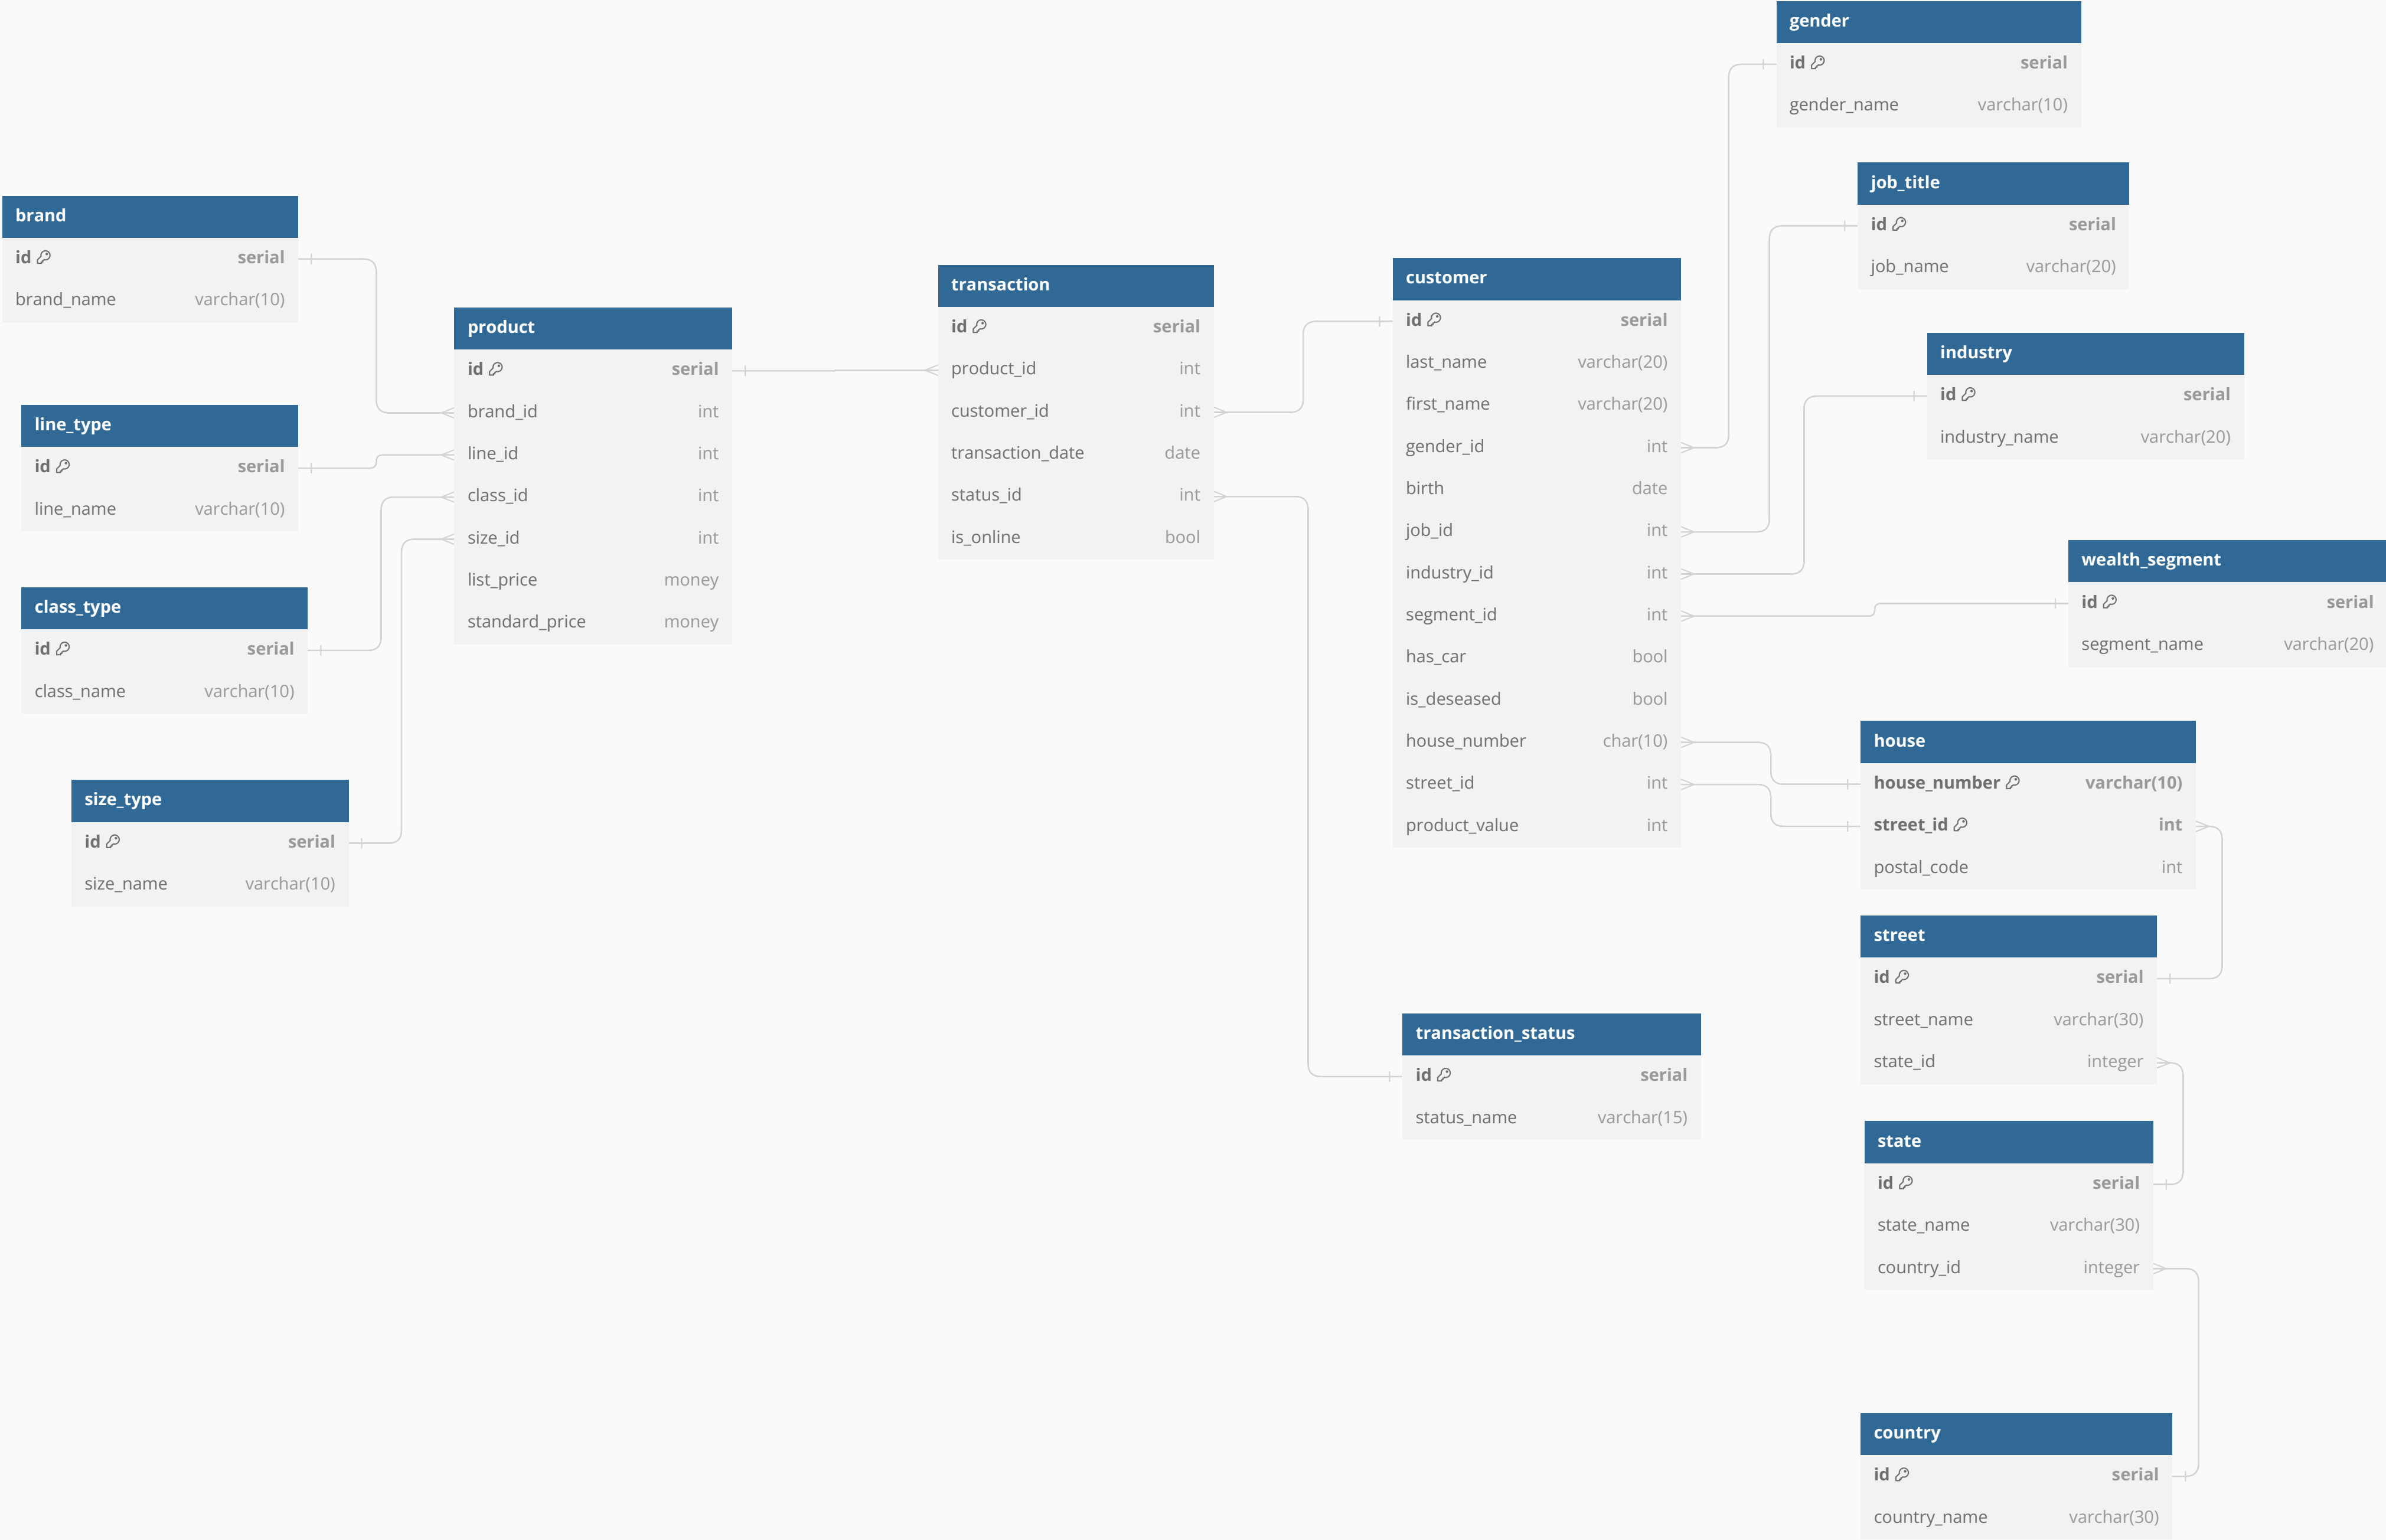 gender
id serial
gender_name varchar(10)
job_title
id serial
job_name varchar(20)
brand
id serial
brand_name varchar(10)
customer
id serial
last_name varchar(20)
first_name varchar(20)
gender_id int
birth date
job_id int
industry_id int
segment_id int
has_car bool
is_deseased bool
house_number char(10)
street_id int
product_value int
transaction
id serial
product_id int
customer_id int
transaction_date date
status_id int
is_online bool
product
id serial
brand_id int
line_id int
class_id int
size_id int
list_price money
standard_price money
industry
id serial
industry_name varchar(20)
line_type
id serial
line_name varchar(10)
wealth_segment
id serial
segment_name varchar(20)
class_type
id serial
class_name varchar(10)
house
house_number varchar(10)
street_id int
postal_code int
size_type
id serial
size_name varchar(10)
street
id serial
street_name varchar(30)
state_id integer
transaction_status
id serial
status_name varchar(15)
state
id serial
state_name varchar(30)
country_id integer
country
id serial
country_name varchar(30)